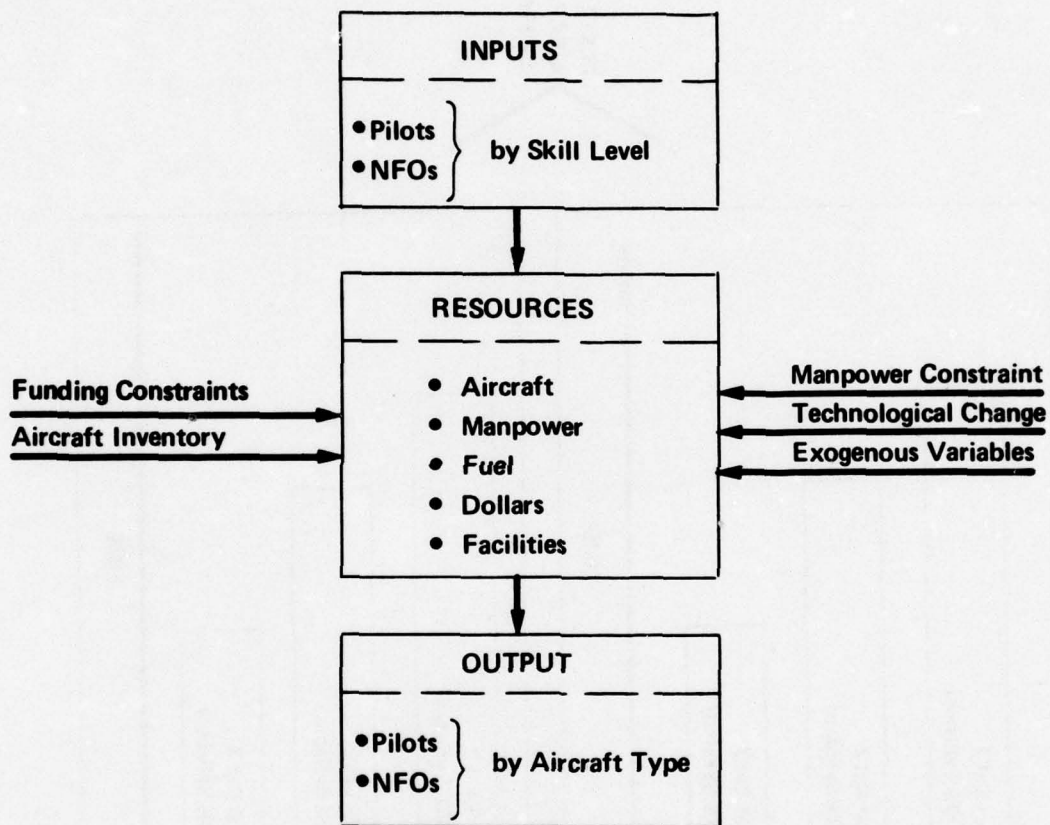 INPUTS
• Pilots
• NFOs
by Skill Level
RESOURCES
• Aircraft
• Manpower
• Fuel
• Dollars
• Facilities
Funding Constraints
Aircraft Inventory
Manpower Constraint
Technological Change
Exogenous Variables
OUTPUT
• Pilots
• NFOs
by Aircraft Type